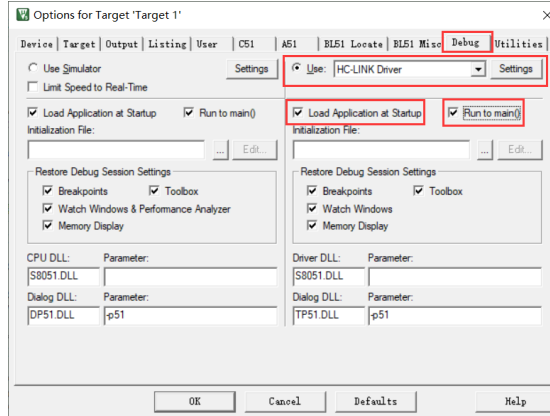 Options for Target 'Target 1'
Device Target Output Listing User C51 A51 BL51 Locate BL51 Misc Debug Utilities
Use Simulator Settings Use: HC-LINK Driver Settings
Limit Speed to Real-Time
Load Application at Startup Run to main() Load Application at Startup Run to main()
Initialization File: Initialization File:
... Edit... ... Edit...
Restore Debug Session Settings Restore Debug Session Settings
Breakpoints Toolbox Breakpoints Toolbox
Watch Windows & Performance Analyzer Watch Windows
Memory Display Memory Display
CPU DLL: Parameter: Driver DLL: Parameter:
S8051.DLL S8051.DLL
Dialog DLL: Parameter: Dialog DLL: Parameter:
DP51.DLL -p51 TP51.DLL -p51
OK Cancel Defaults Help